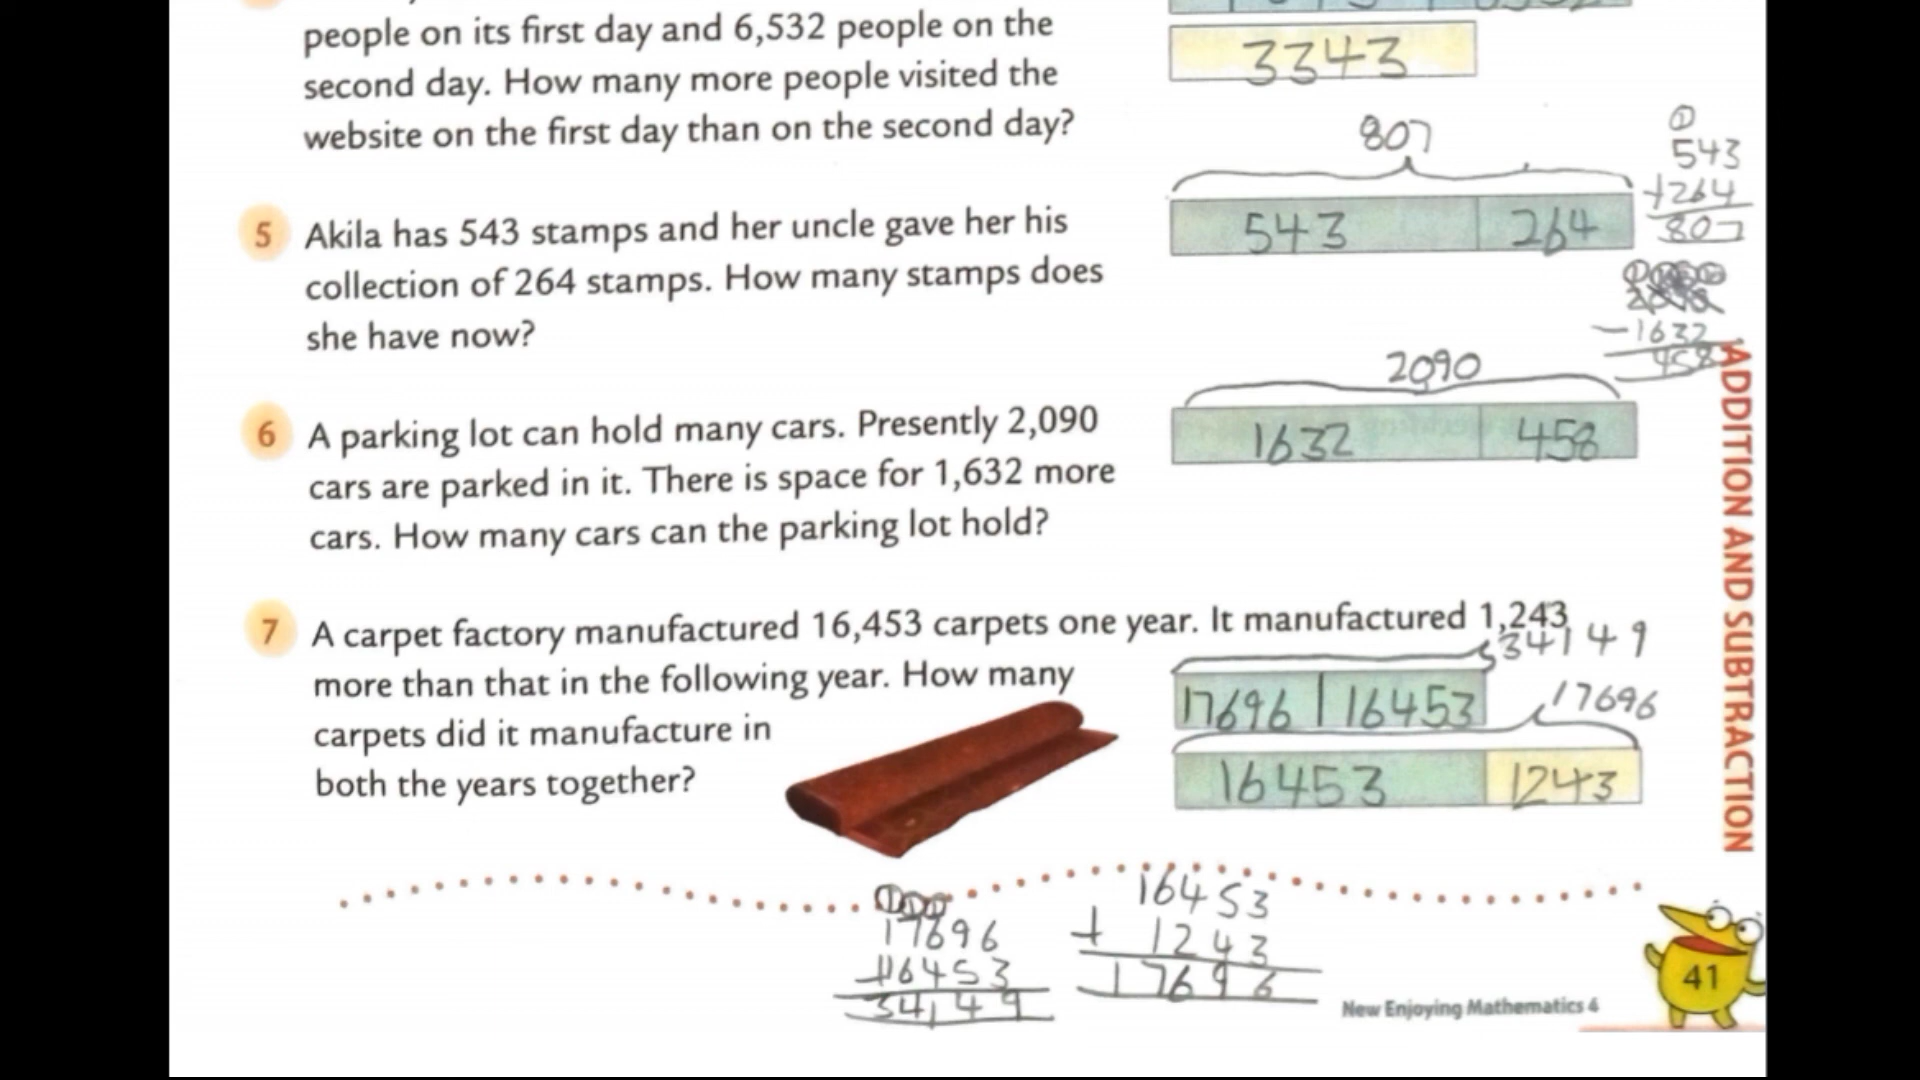 people on its first day and 6,532 people on the
second day. How many more people visited the
website on the first day than on the second day?
3343
5 Akila has 543 stamps and her uncle gave her his
collection of 264 stamps. How many stamps does
she have now?
807
543 264
543
+264
807
6 A parking lot can hold many cars. Presently 2,090
cars are parked in it. There is space for 1,632 more
cars. How many cars can the parking lot hold?
-1632
458
2090
1632 458
7 A carpet factory manufactured 16,453 carpets one year. It manufactured 1,243
more than that in the following year. How many
carpets did it manufacture in
both the years together?
34149
17696 16453
17696
16453 1243
17696
+16453
34149
16453
+ 1243
17696
ADDITION AND SUBTRACTION
New Enjoying Mathematics 4
41